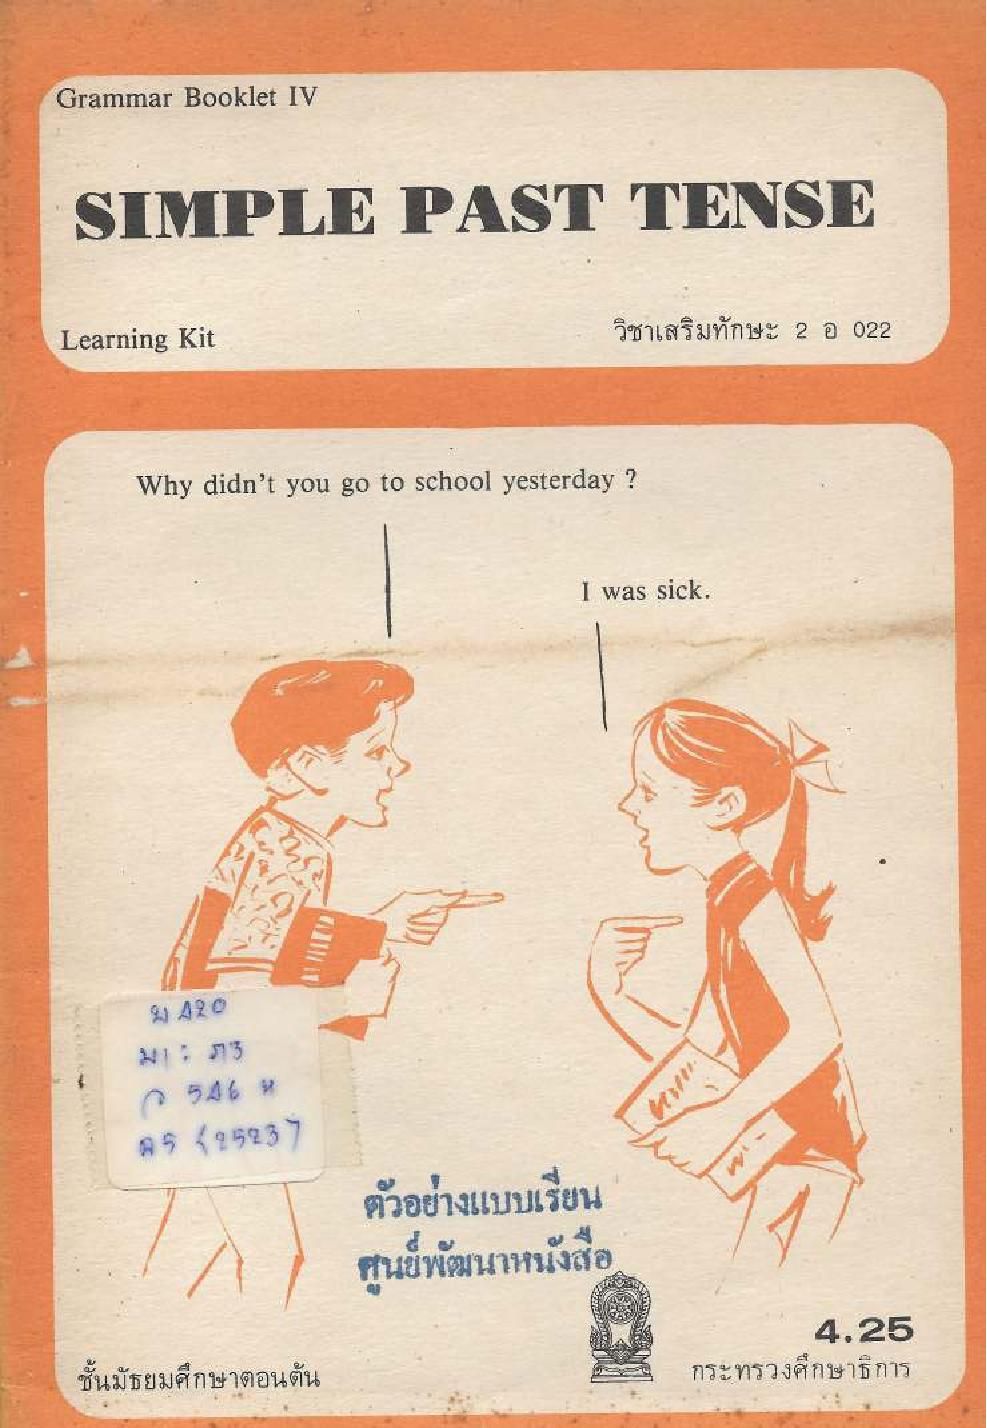 Grammar Booklet IV
SIMPLE PAST TENSE
Learning Kit
วิชาเสริมทักษะ 2 อ 022
Why didn't you go to school yesterday ?
I was sick.
ตัวอย่างแบบเรียน
ศูนย์พัฒนาหนังสือ
4.25
ชั้นมัธยมศึกษาตอนต้น
กระทรวงศึกษาธิการ